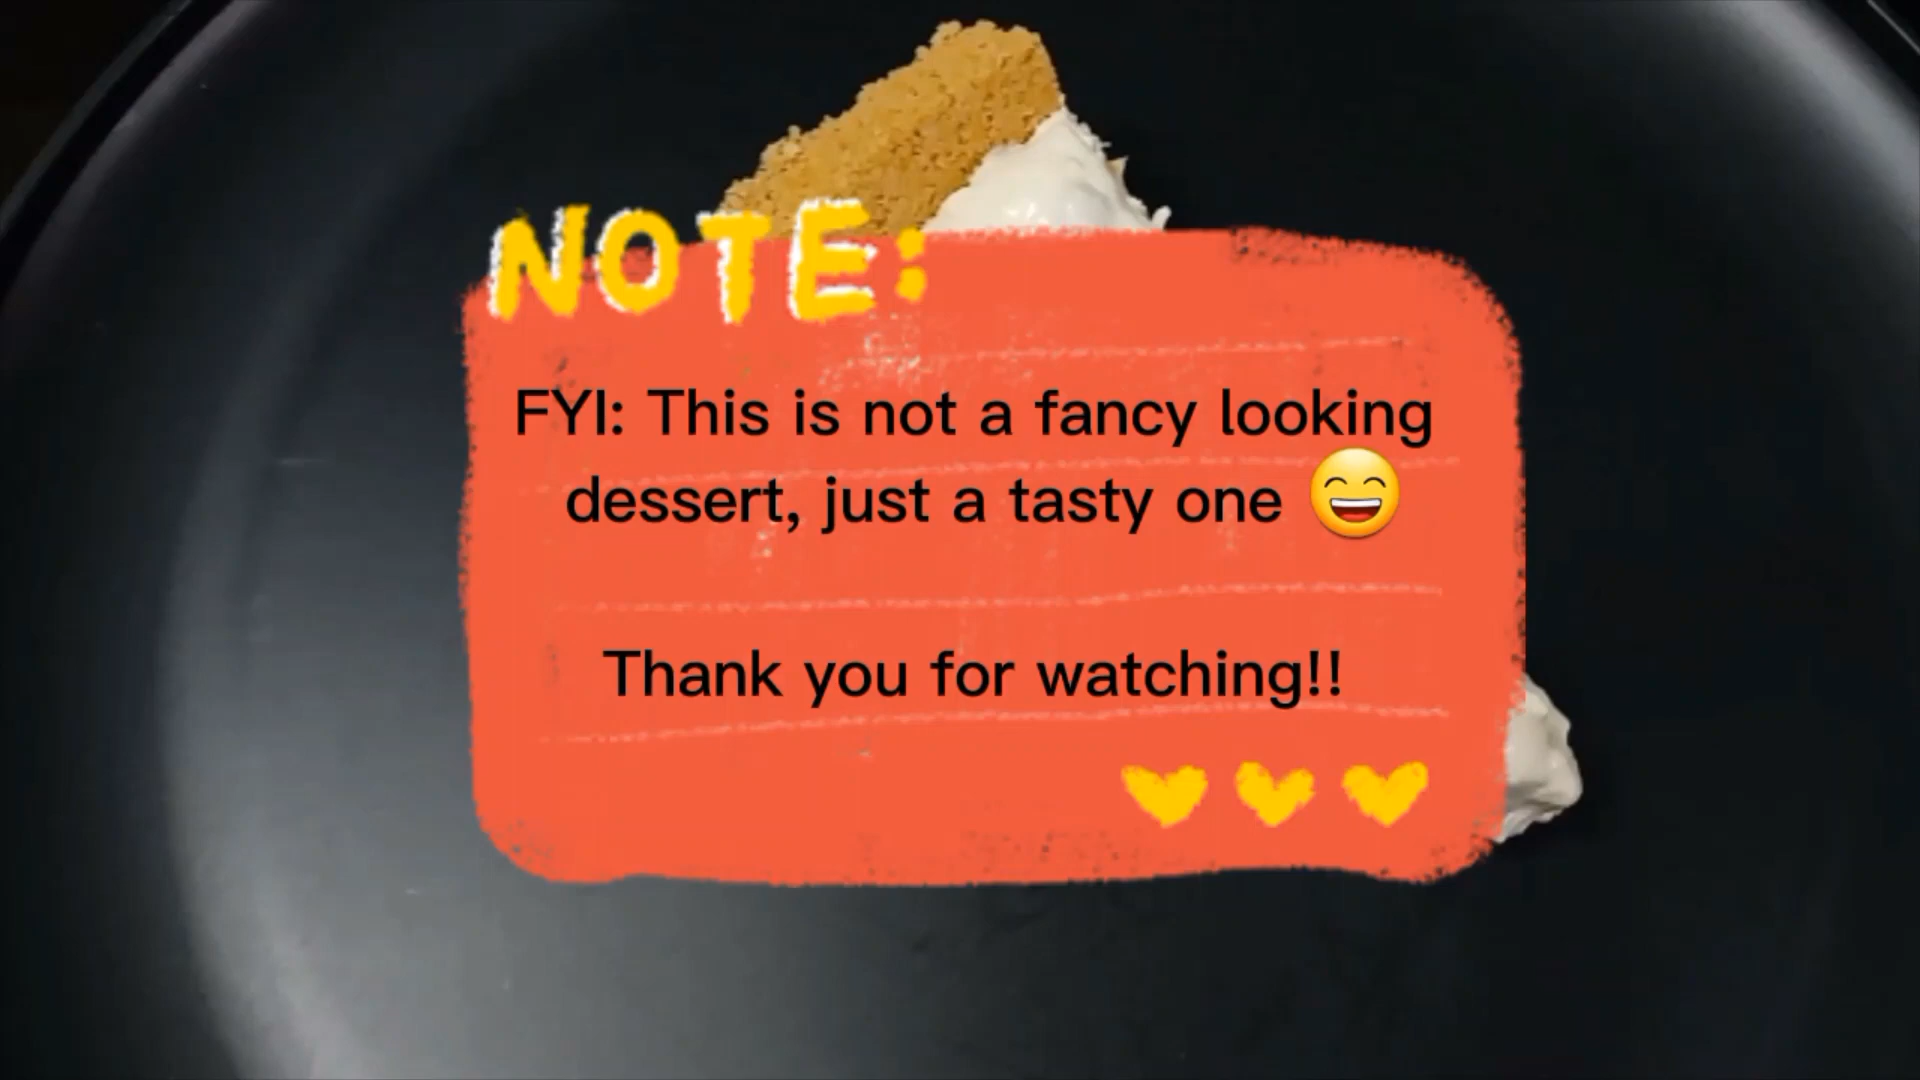 NOTE:
FYI: This is not a fancy looking
dessert, just a tasty one 😄
Thank you for watching!!